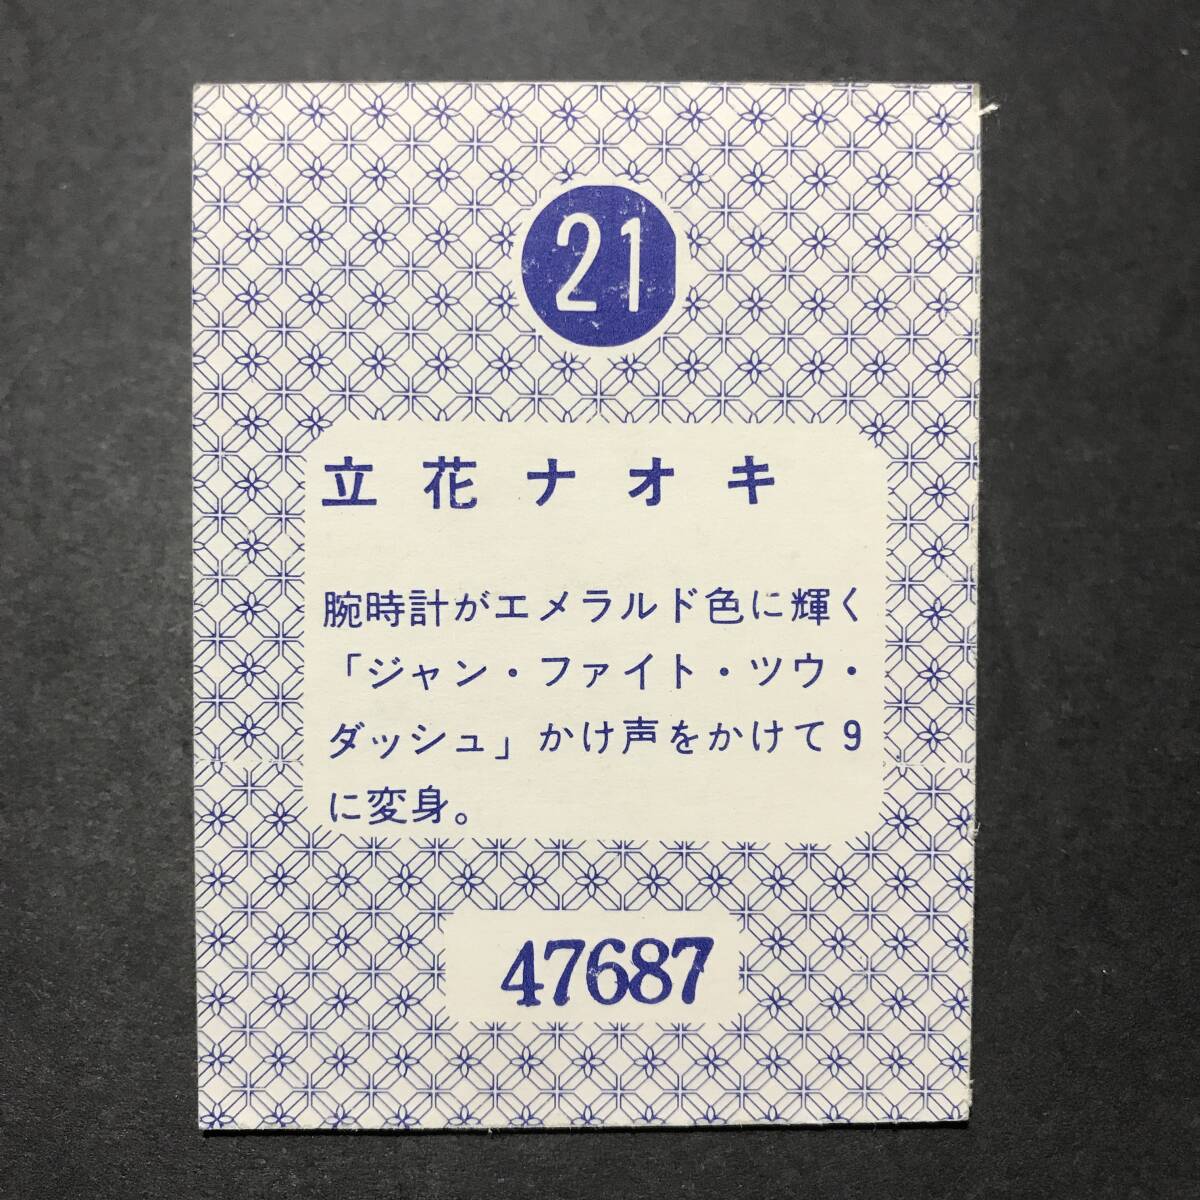 21
立花ナオキ
腕時計がエメラルド色に輝く
「ジャン・ファイト・ツウ・
ダッシュ」かけ声をかけて9
に変身。
47687